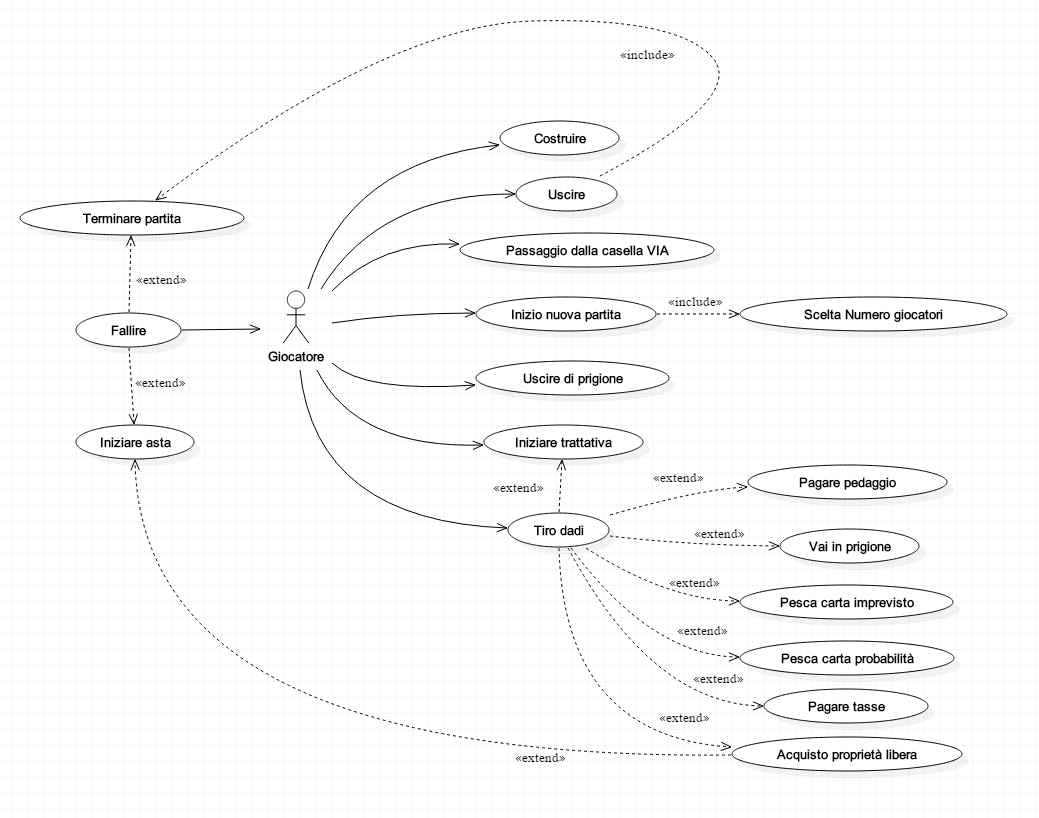 «include»
Costruire
Uscire
Terminare partita
Passaggio dalla casella VIA
«extend»
«include»
Inizio nuova partita
Scelta Numero giocatori
Fallire
Giocatore
Uscire di prigione
«extend»
Iniziare asta
Iniziare trattativa
«extend»
«extend»
Pagare pedaggio
Tiro dadi
«extend»
Vai in prigione
«extend»
Pesca carta imprevisto
«extend»
Pesca carta probabilità
«extend»
Pagare tasse
«extend»
Acquisto proprietà libera
«extend»